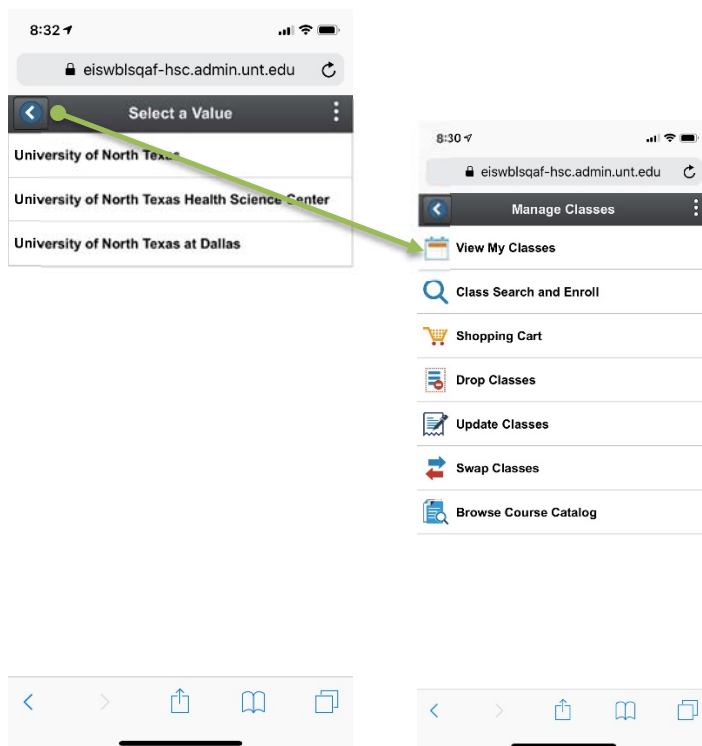 8:32
eiswblsqaf-hsc.admin.unt.edu
Select a Value
University of North Texas
University of North Texas Health Science Center
University of North Texas at Dallas
8:30
eiswblsqaf-hsc.admin.unt.edu
Manage Classes
View My Classes
Class Search and Enroll
Shopping Cart
Drop Classes
Update Classes
Swap Classes
Browse Course Catalog